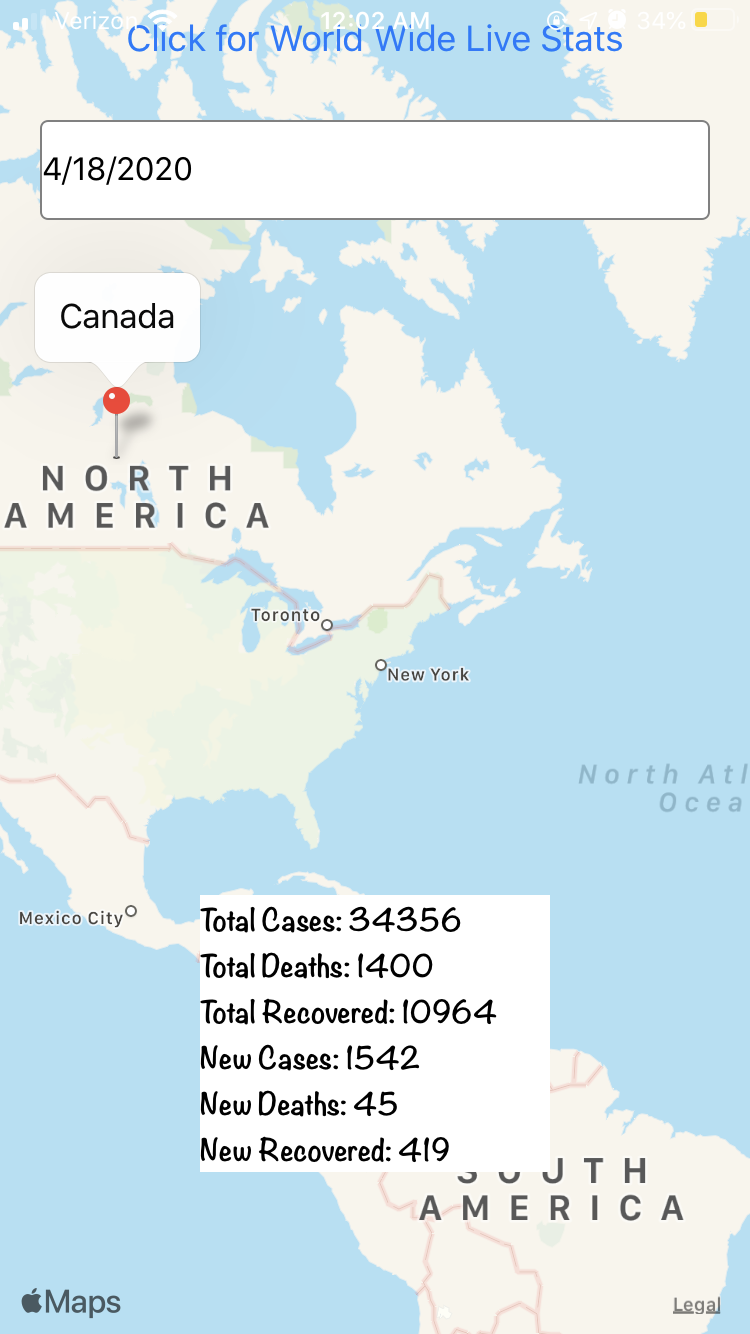 Verizon 12:02 AM 34%
Click for World Wide Live Stats
4/18/2020
Canada
NORTH
AMERICA
Toronto
New York
North Atl
Ocea
Mexico City
Total Cases: 34356
Total Deaths: 1400
Total Recovered: 10964
New Cases: 1542
New Deaths: 45
New Recovered: 419
SOUTH
AMERICA
Maps
Legal